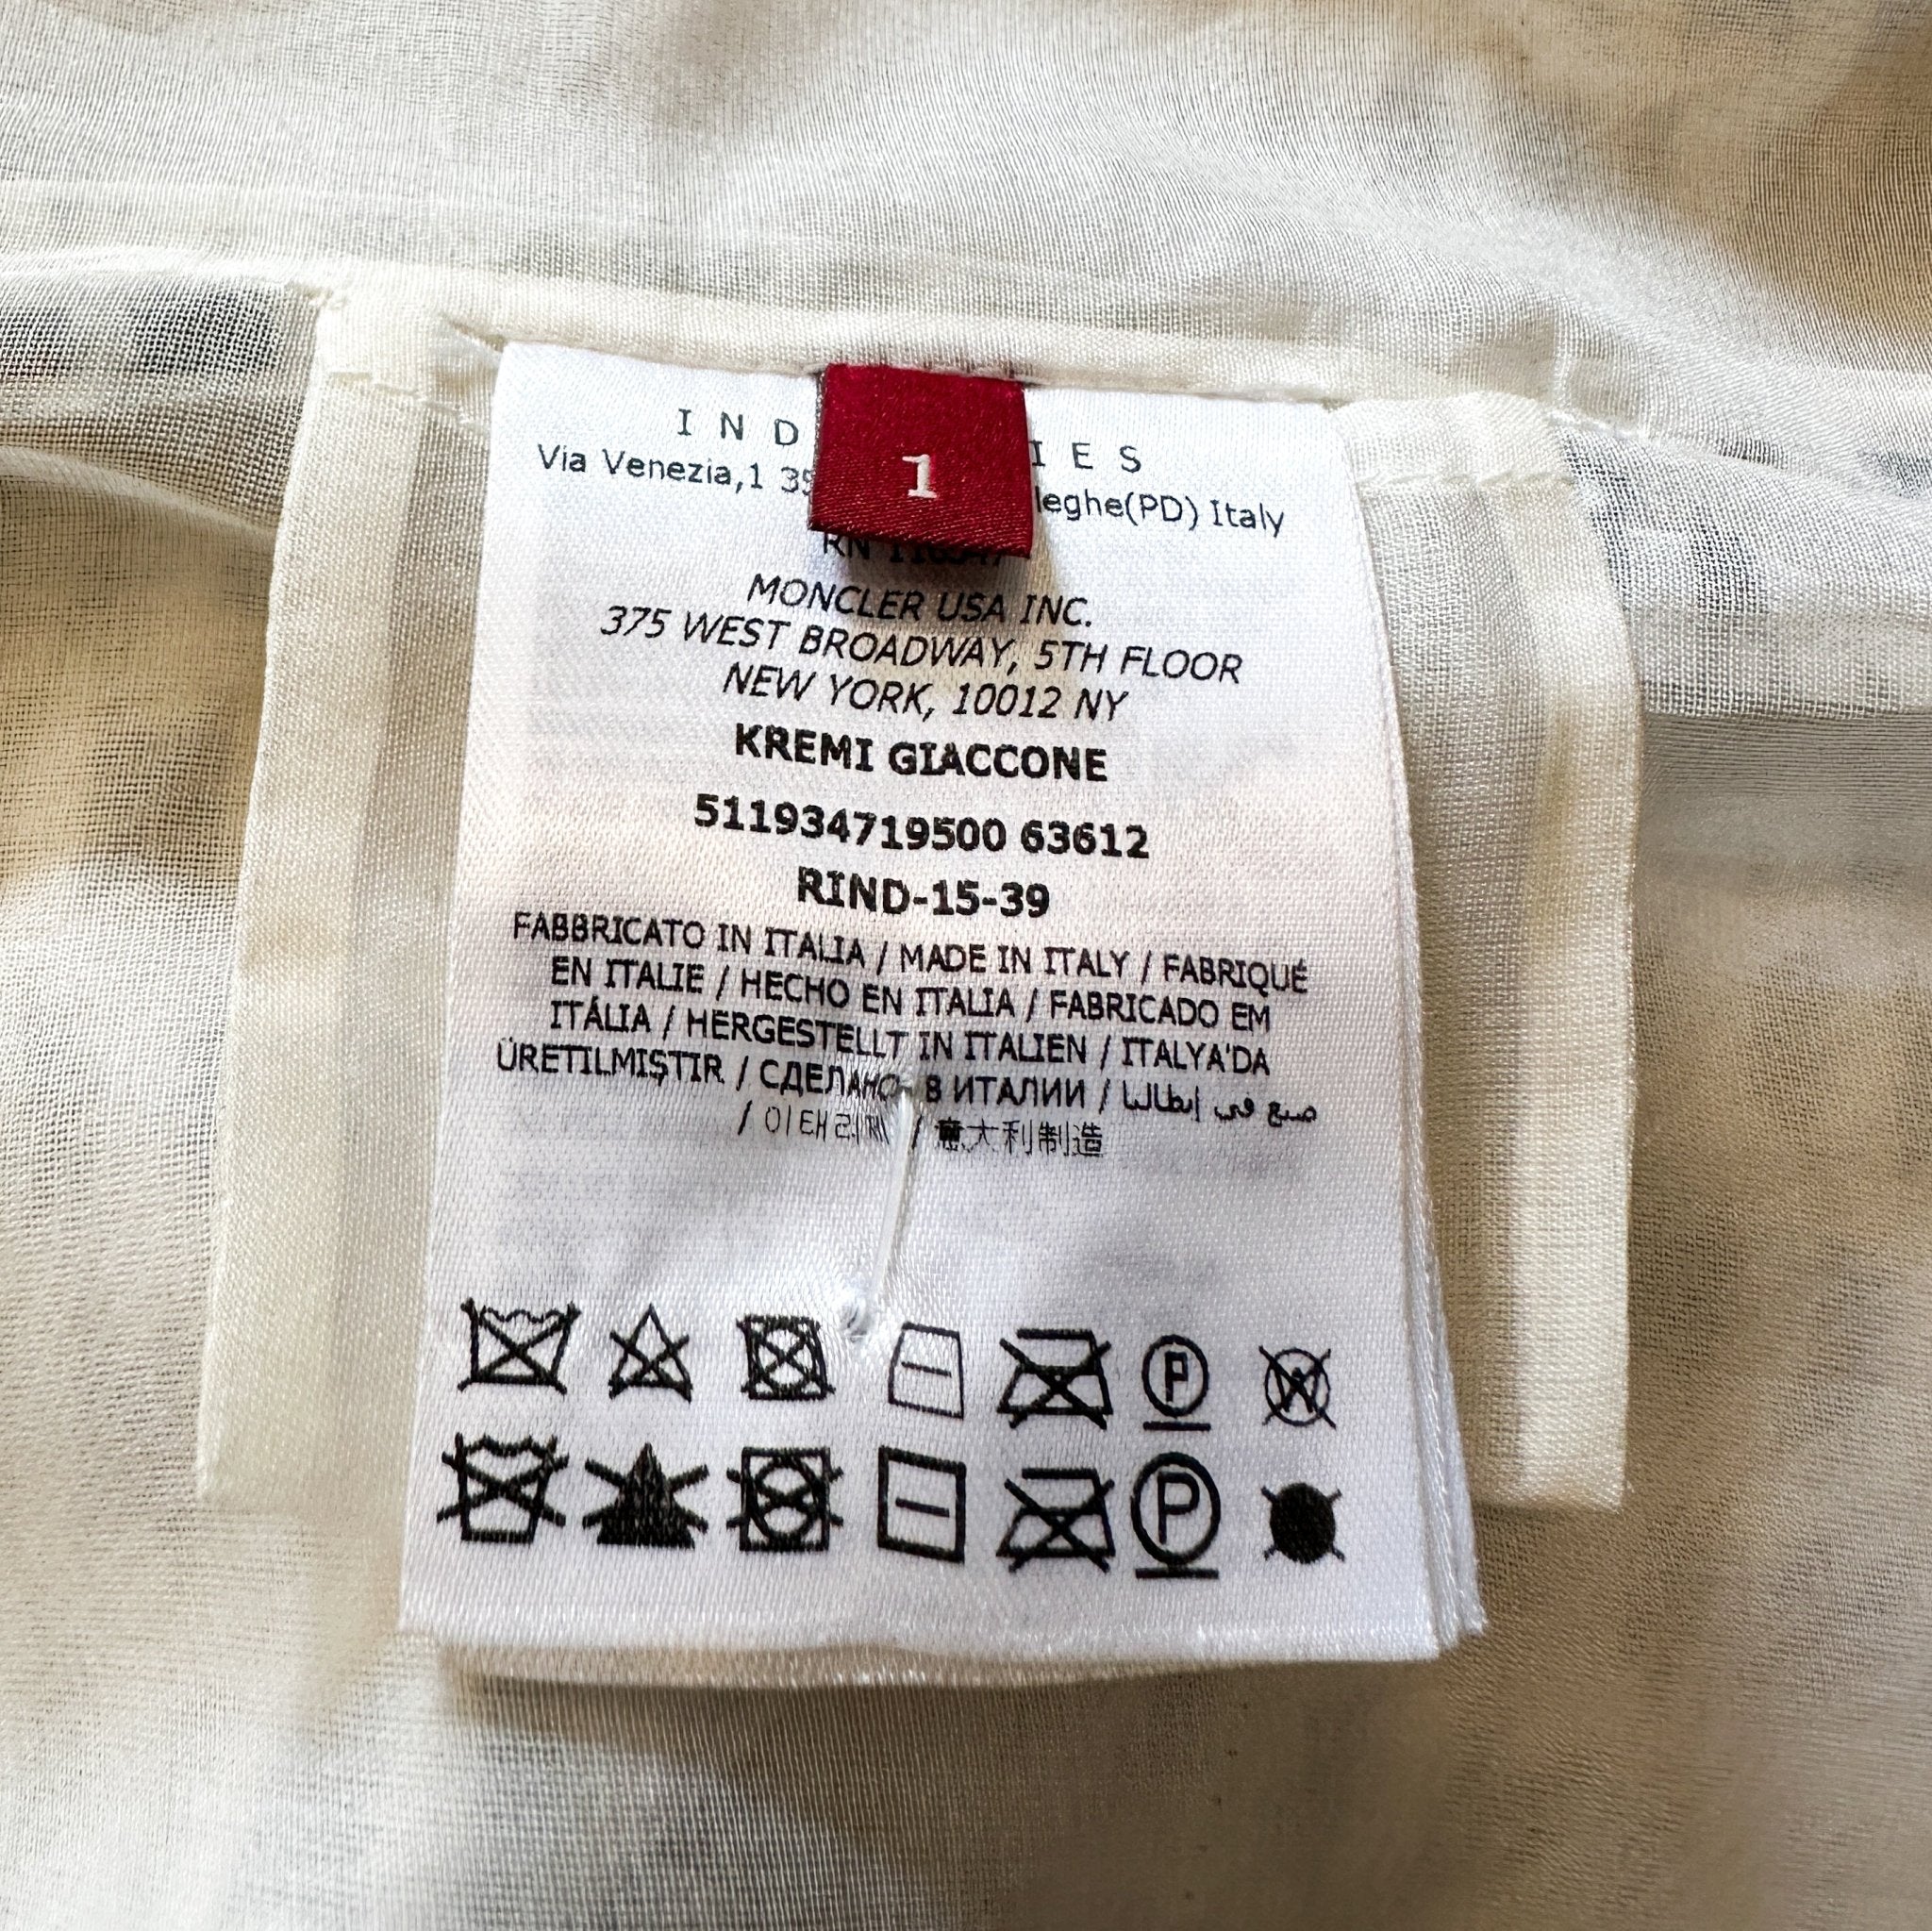 1
IND IES
Via Venezia,1 leghe(PD) Italy
RN
MONCLER USA INC.
375 WEST BROADWAY, 5TH FLOOR
NEW YORK, 10012 NY
KREMI GIACCONE
511934719500 63612
RIND-15-39
FABBRICATO IN ITALIA / MADE IN ITALY / FABRIQUÉ
EN ITALIE / HECHO EN ITALIA / FABRICADO EM
ITÁLIA / HERGESTELLT IN ITALIEN / ITALYA'DA
ÜRETILMIŞTIR / СДЕЛАНО В ИТАЛИИ / صنع في إيطاليا
/ / 意大利制造
P W
P